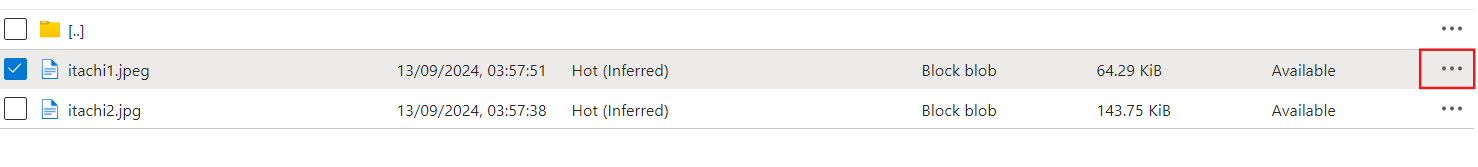 [..]
itachi1.jpeg 13/09/2024, 03:57:51 Hot (Inferred) Block blob 64.29 KiB Available
itachi2.jpg 13/09/2024, 03:57:38 Hot (Inferred) Block blob 143.75 KiB Available